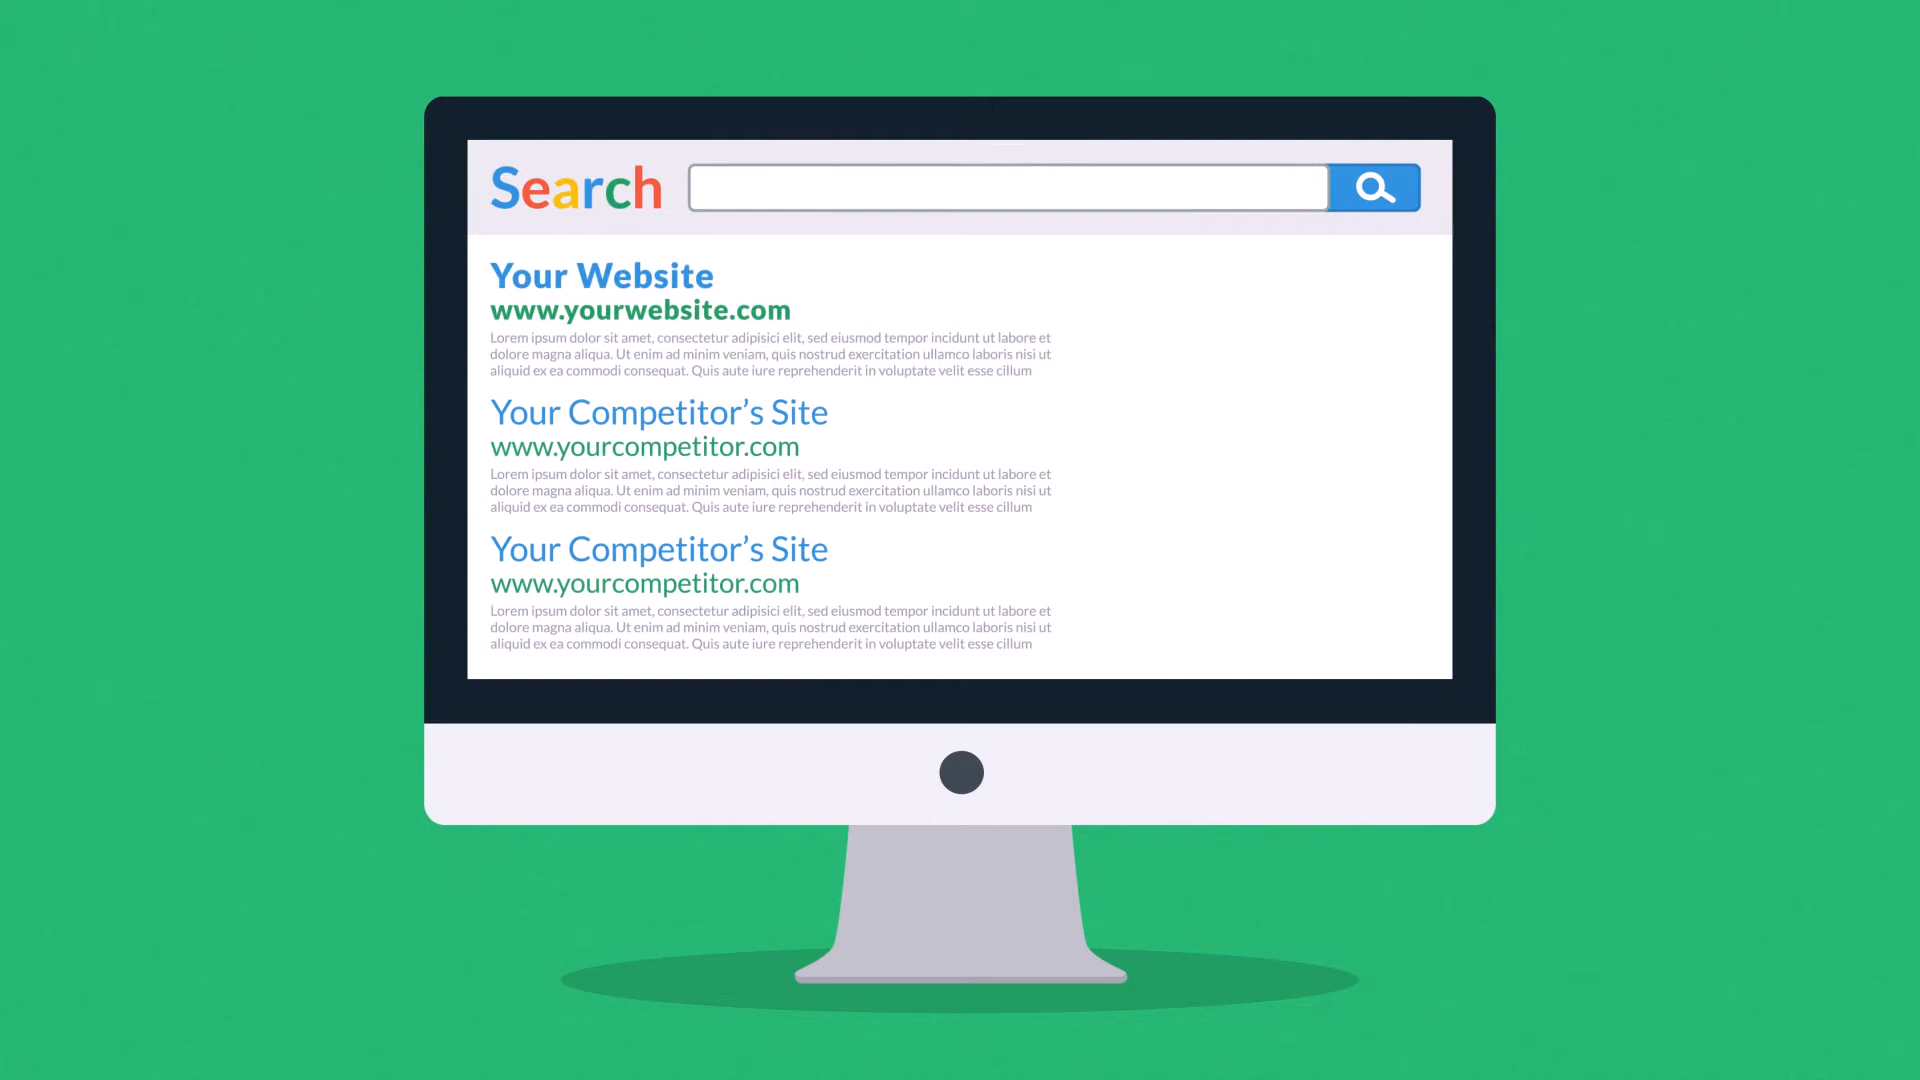 Search
Your Website
www.yourwebsite.com
Lorem ipsum dolor sit amet, consectetur adipisici elit, sed eiusmod tempor incidunt ut labore et
dolore magna aliqua. Ut enim ad minim veniam, quis nostrud exercitation ullamco laboris nisi ut
aliquid ex ea commodi consequat. Quis aute iure reprehenderit in voluptate velit esse cillum
Your Competitor’s Site
www.yourcompetitor.com
Lorem ipsum dolor sit amet, consectetur adipisici elit, sed eiusmod tempor incidunt ut labore et
dolore magna aliqua. Ut enim ad minim veniam, quis nostrud exercitation ullamco laboris nisi ut
aliquid ex ea commodi consequat. Quis aute iure reprehenderit in voluptate velit esse cillum
Your Competitor’s Site
www.yourcompetitor.com
Lorem ipsum dolor sit amet, consectetur adipisici elit, sed eiusmod tempor incidunt ut labore et
dolore magna aliqua. Ut enim ad minim veniam, quis nostrud exercitation ullamco laboris nisi ut
aliquid ex ea commodi consequat. Quis aute iure reprehenderit in voluptate velit esse cillum